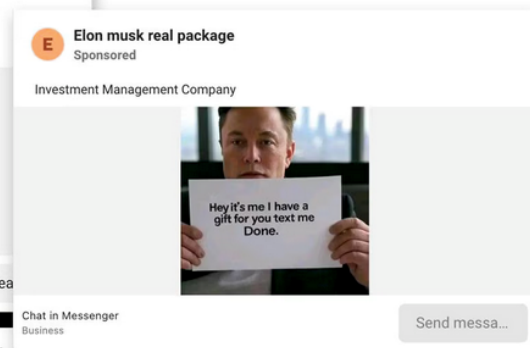 E
Elon musk real package
Sponsored
Investment Management Company
Hey it's me I have a
gift for you text me
Done.
ea
Chat in Messenger
Business
Send messa...